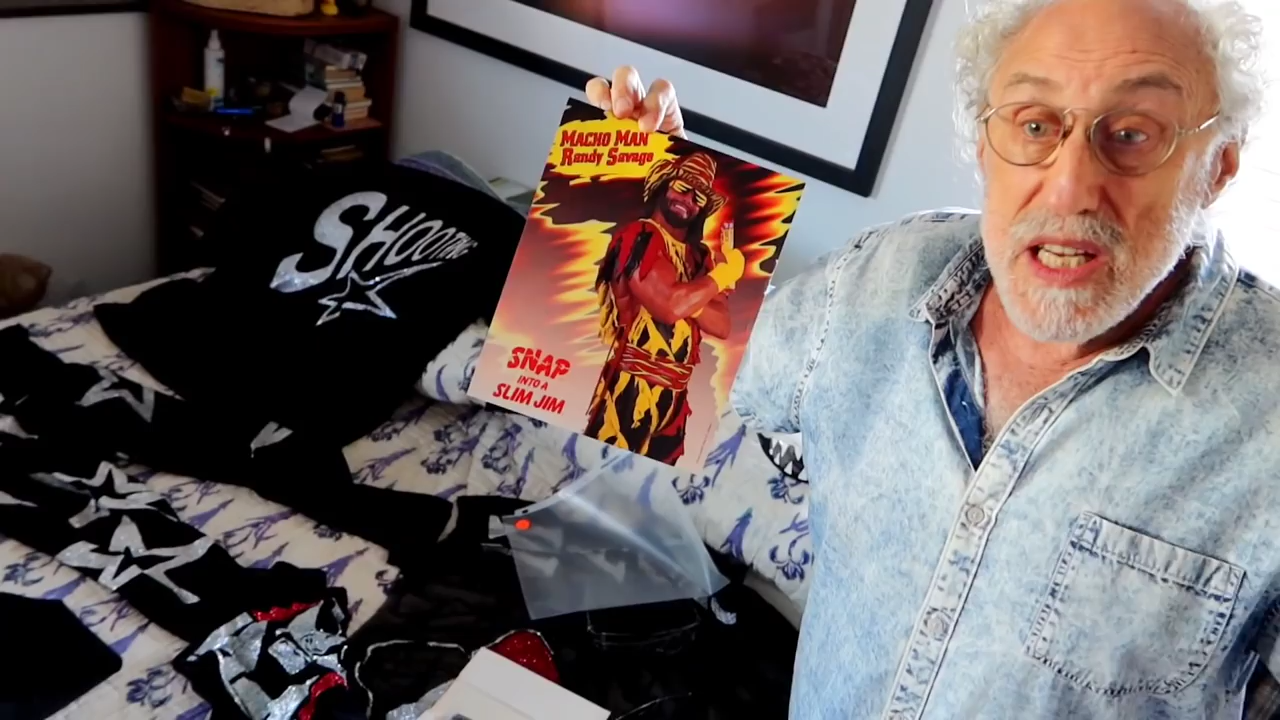 MACHO MAN
Randy Savage
SHOOTING
SNAP
INTO A
SLIM JIM